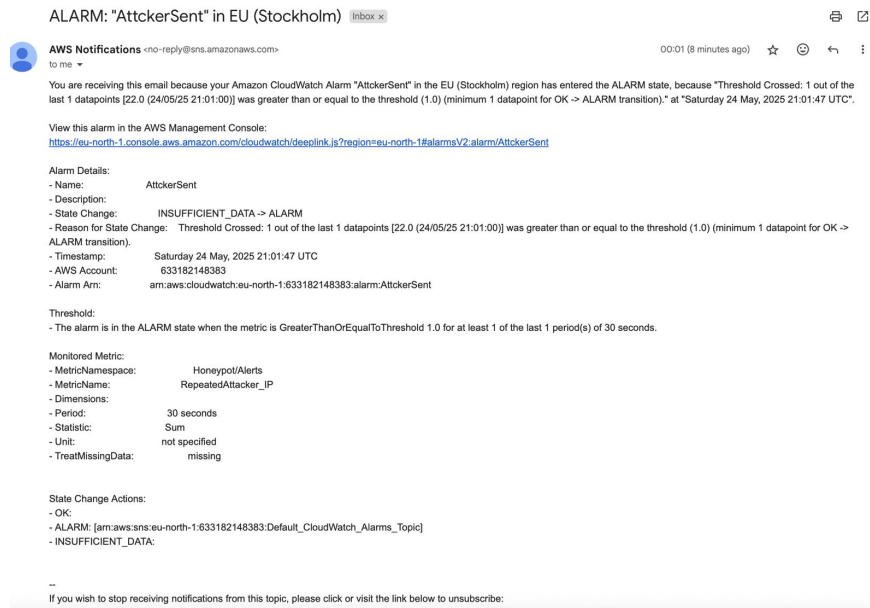 ALARM: "AttckerSent" in EU (Stockholm) Inbox x
AWS Notifications <no-reply@sns.amazonaws.com> 00:01 (8 minutes ago)
to me
You are receiving this email because your Amazon CloudWatch Alarm "AttckerSent" in the EU (Stockholm) region has entered the ALARM state, because "Threshold Crossed: 1 out of the
last 1 datapoints [22.0 (24/05/25 21:01:00)] was greater than or equal to the threshold (1.0) (minimum 1 datapoint for OK -> ALARM transition)." at "Saturday 24 May, 2025 21:01:47 UTC".
View this alarm in the AWS Management Console:
https://eu-north-1.console.aws.amazon.com/cloudwatch/deeplink.js?region=eu-north-1#alarmsV2:alarm/AttckerSent
Alarm Details:
- Name: AttckerSent
- Description:
- State Change: INSUFFICIENT_DATA -> ALARM
- Reason for State Change: Threshold Crossed: 1 out of the last 1 datapoints [22.0 (24/05/25 21:01:00)] was greater than or equal to the threshold (1.0) (minimum 1 datapoint for OK ->
ALARM transition).
- Timestamp: Saturday 24 May, 2025 21:01:47 UTC
- AWS Account: 633182148383
- Alarm Arn: arn:aws:cloudwatch:eu-north-1:633182148383:alarm:AttckerSent
Threshold:
- The alarm is in the ALARM state when the metric is GreaterThanOrEqualToThreshold 1.0 for at least 1 of the last 1 period(s) of 30 seconds.
Monitored Metric:
- MetricNamespace: Honeypot/Alerts
- MetricName: RepeatedAttacker_IP
- Dimensions:
- Period: 30 seconds
- Statistic: Sum
- Unit: not specified
- TreatMissingData: missing
State Change Actions:
- OK:
- ALARM: [arn:aws:sns:eu-north-1:633182148383:Default_CloudWatch_Alarms_Topic]
- INSUFFICIENT_DATA:
--
If you wish to stop receiving notifications from this topic, please click or visit the link below to unsubscribe: